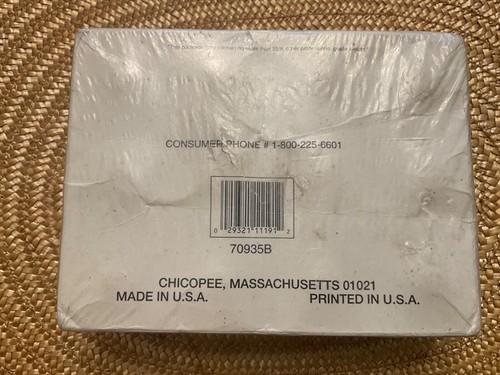 CONSUMER PHONE # 1-800-225-6601
0 29321 11191 2
70935B
CHICOPEE, MASSACHUSETTS 01021
MADE IN U.S.A. PRINTED IN U.S.A.